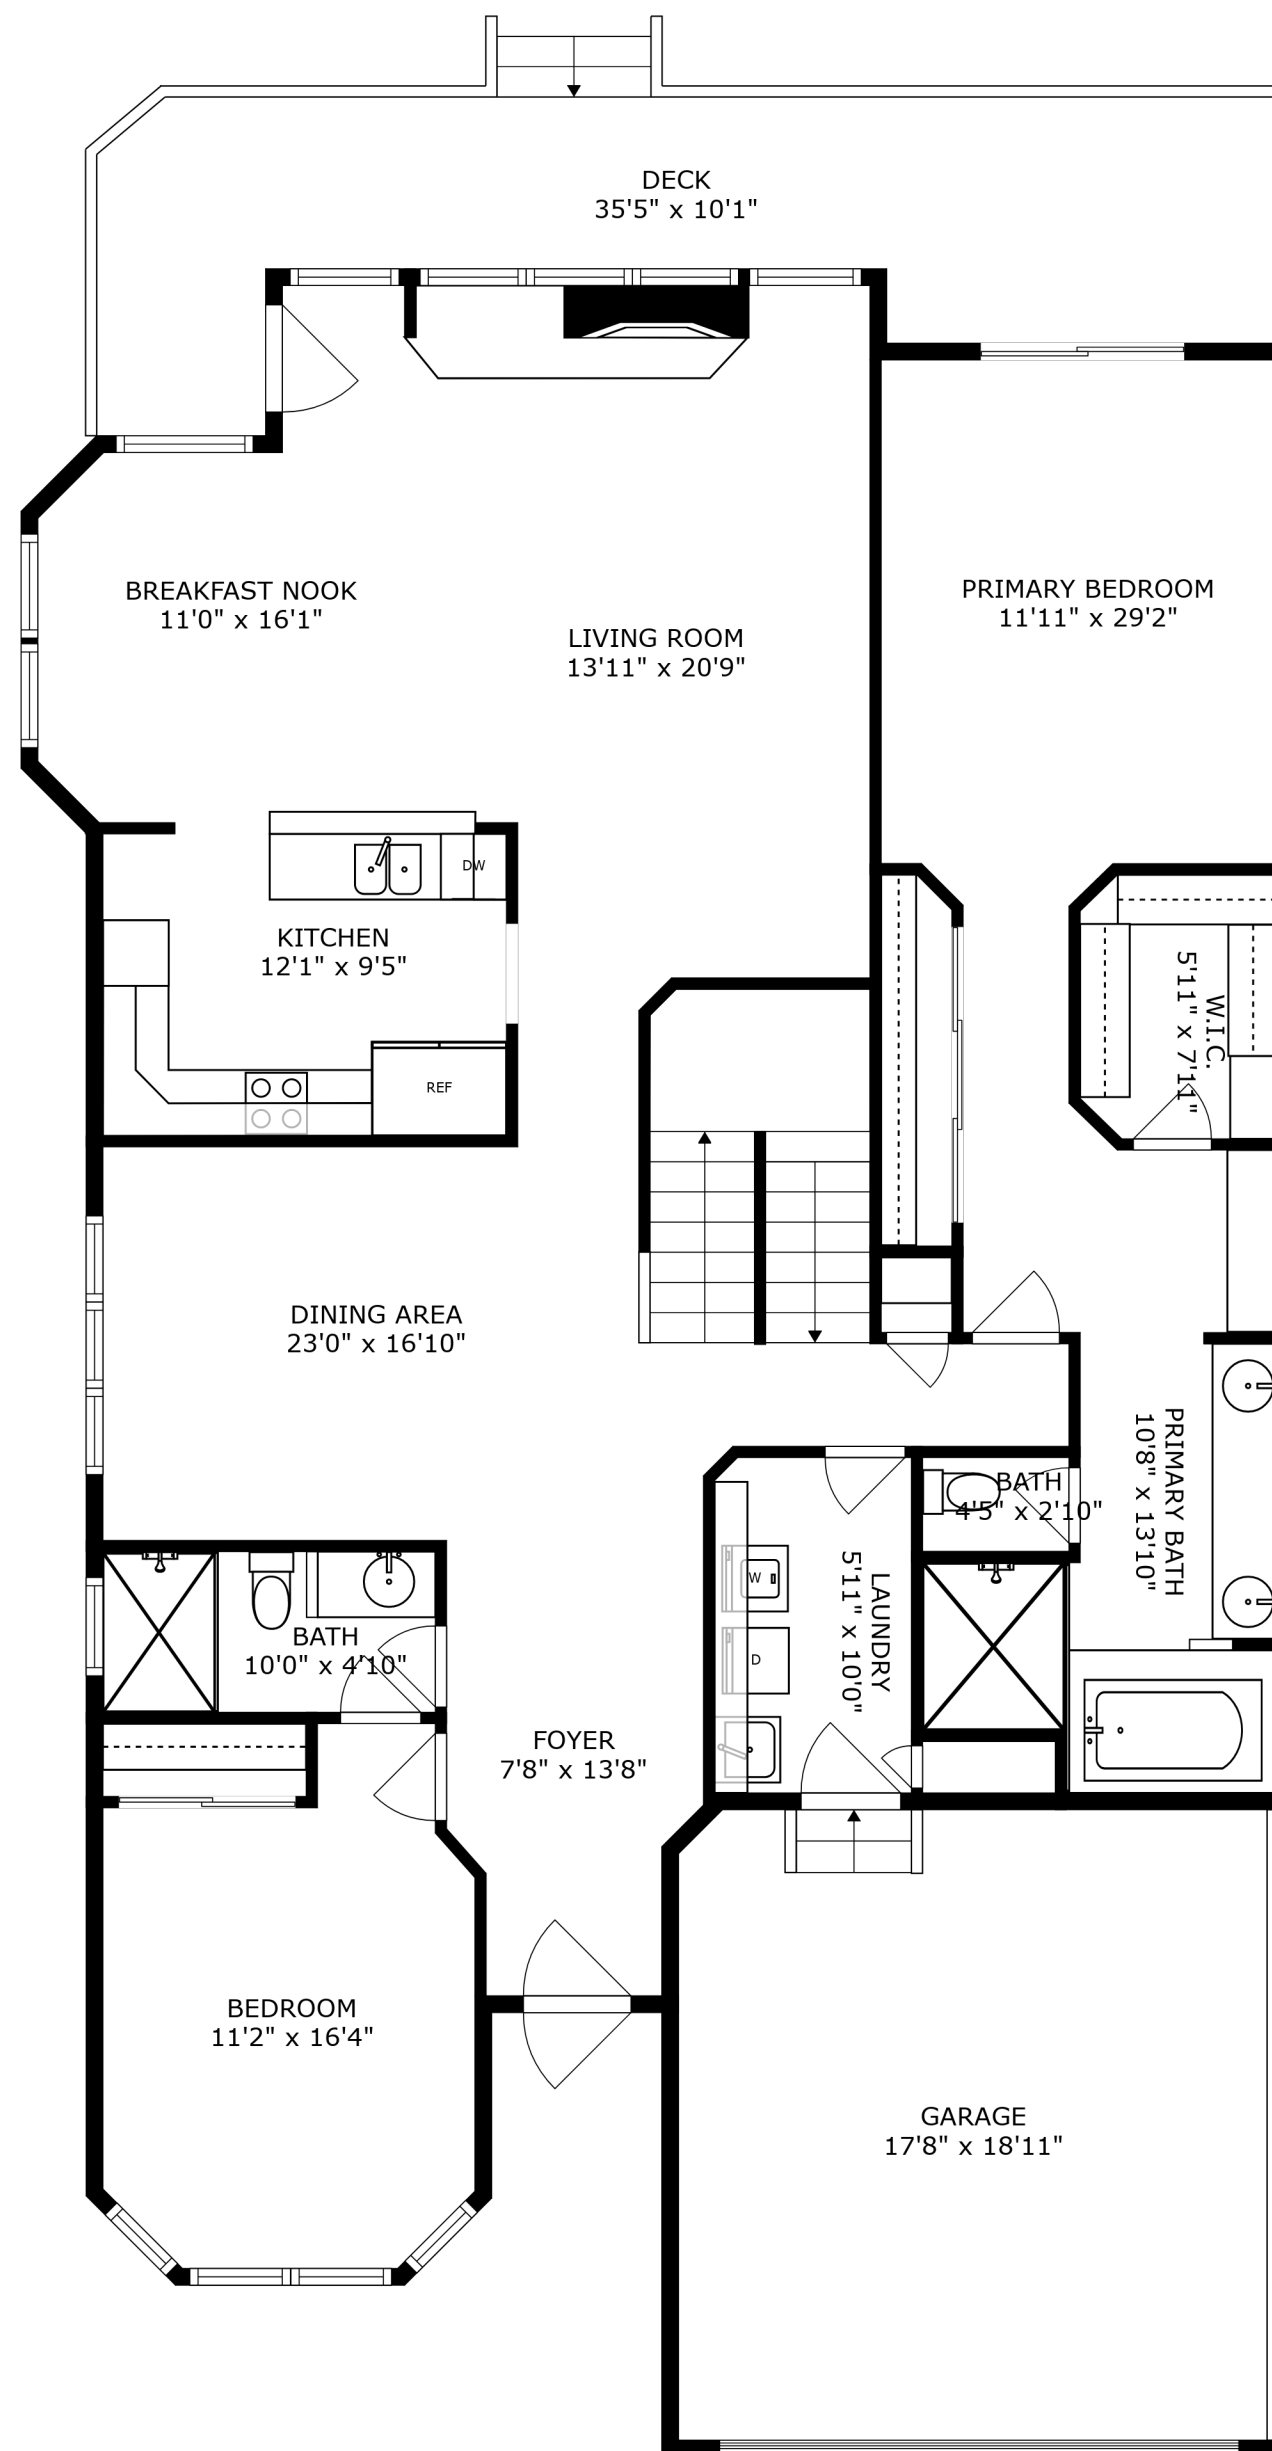 DECK
35'5" x 10'1"
BREAKFAST NOOK
11'0" x 16'1"
LIVING ROOM
13'11" x 20'9"
PRIMARY BEDROOM
11'11" x 29'2"
DW
KITCHEN
12'1" x 9'5"
REF
W.I.C.
5'11" x 7'11"
DINING AREA
23'0" x 16'10"
PRIMARY BATH
10'8" x 13'10"
BATH
4'5" x 2'10"
W
D
LAUNDRY
5'11" x 10'0"
BATH
10'0" x 4'10"
FOYER
7'8" x 13'8"
BEDROOM
11'2" x 16'4"
GARAGE
17'8" x 18'11"